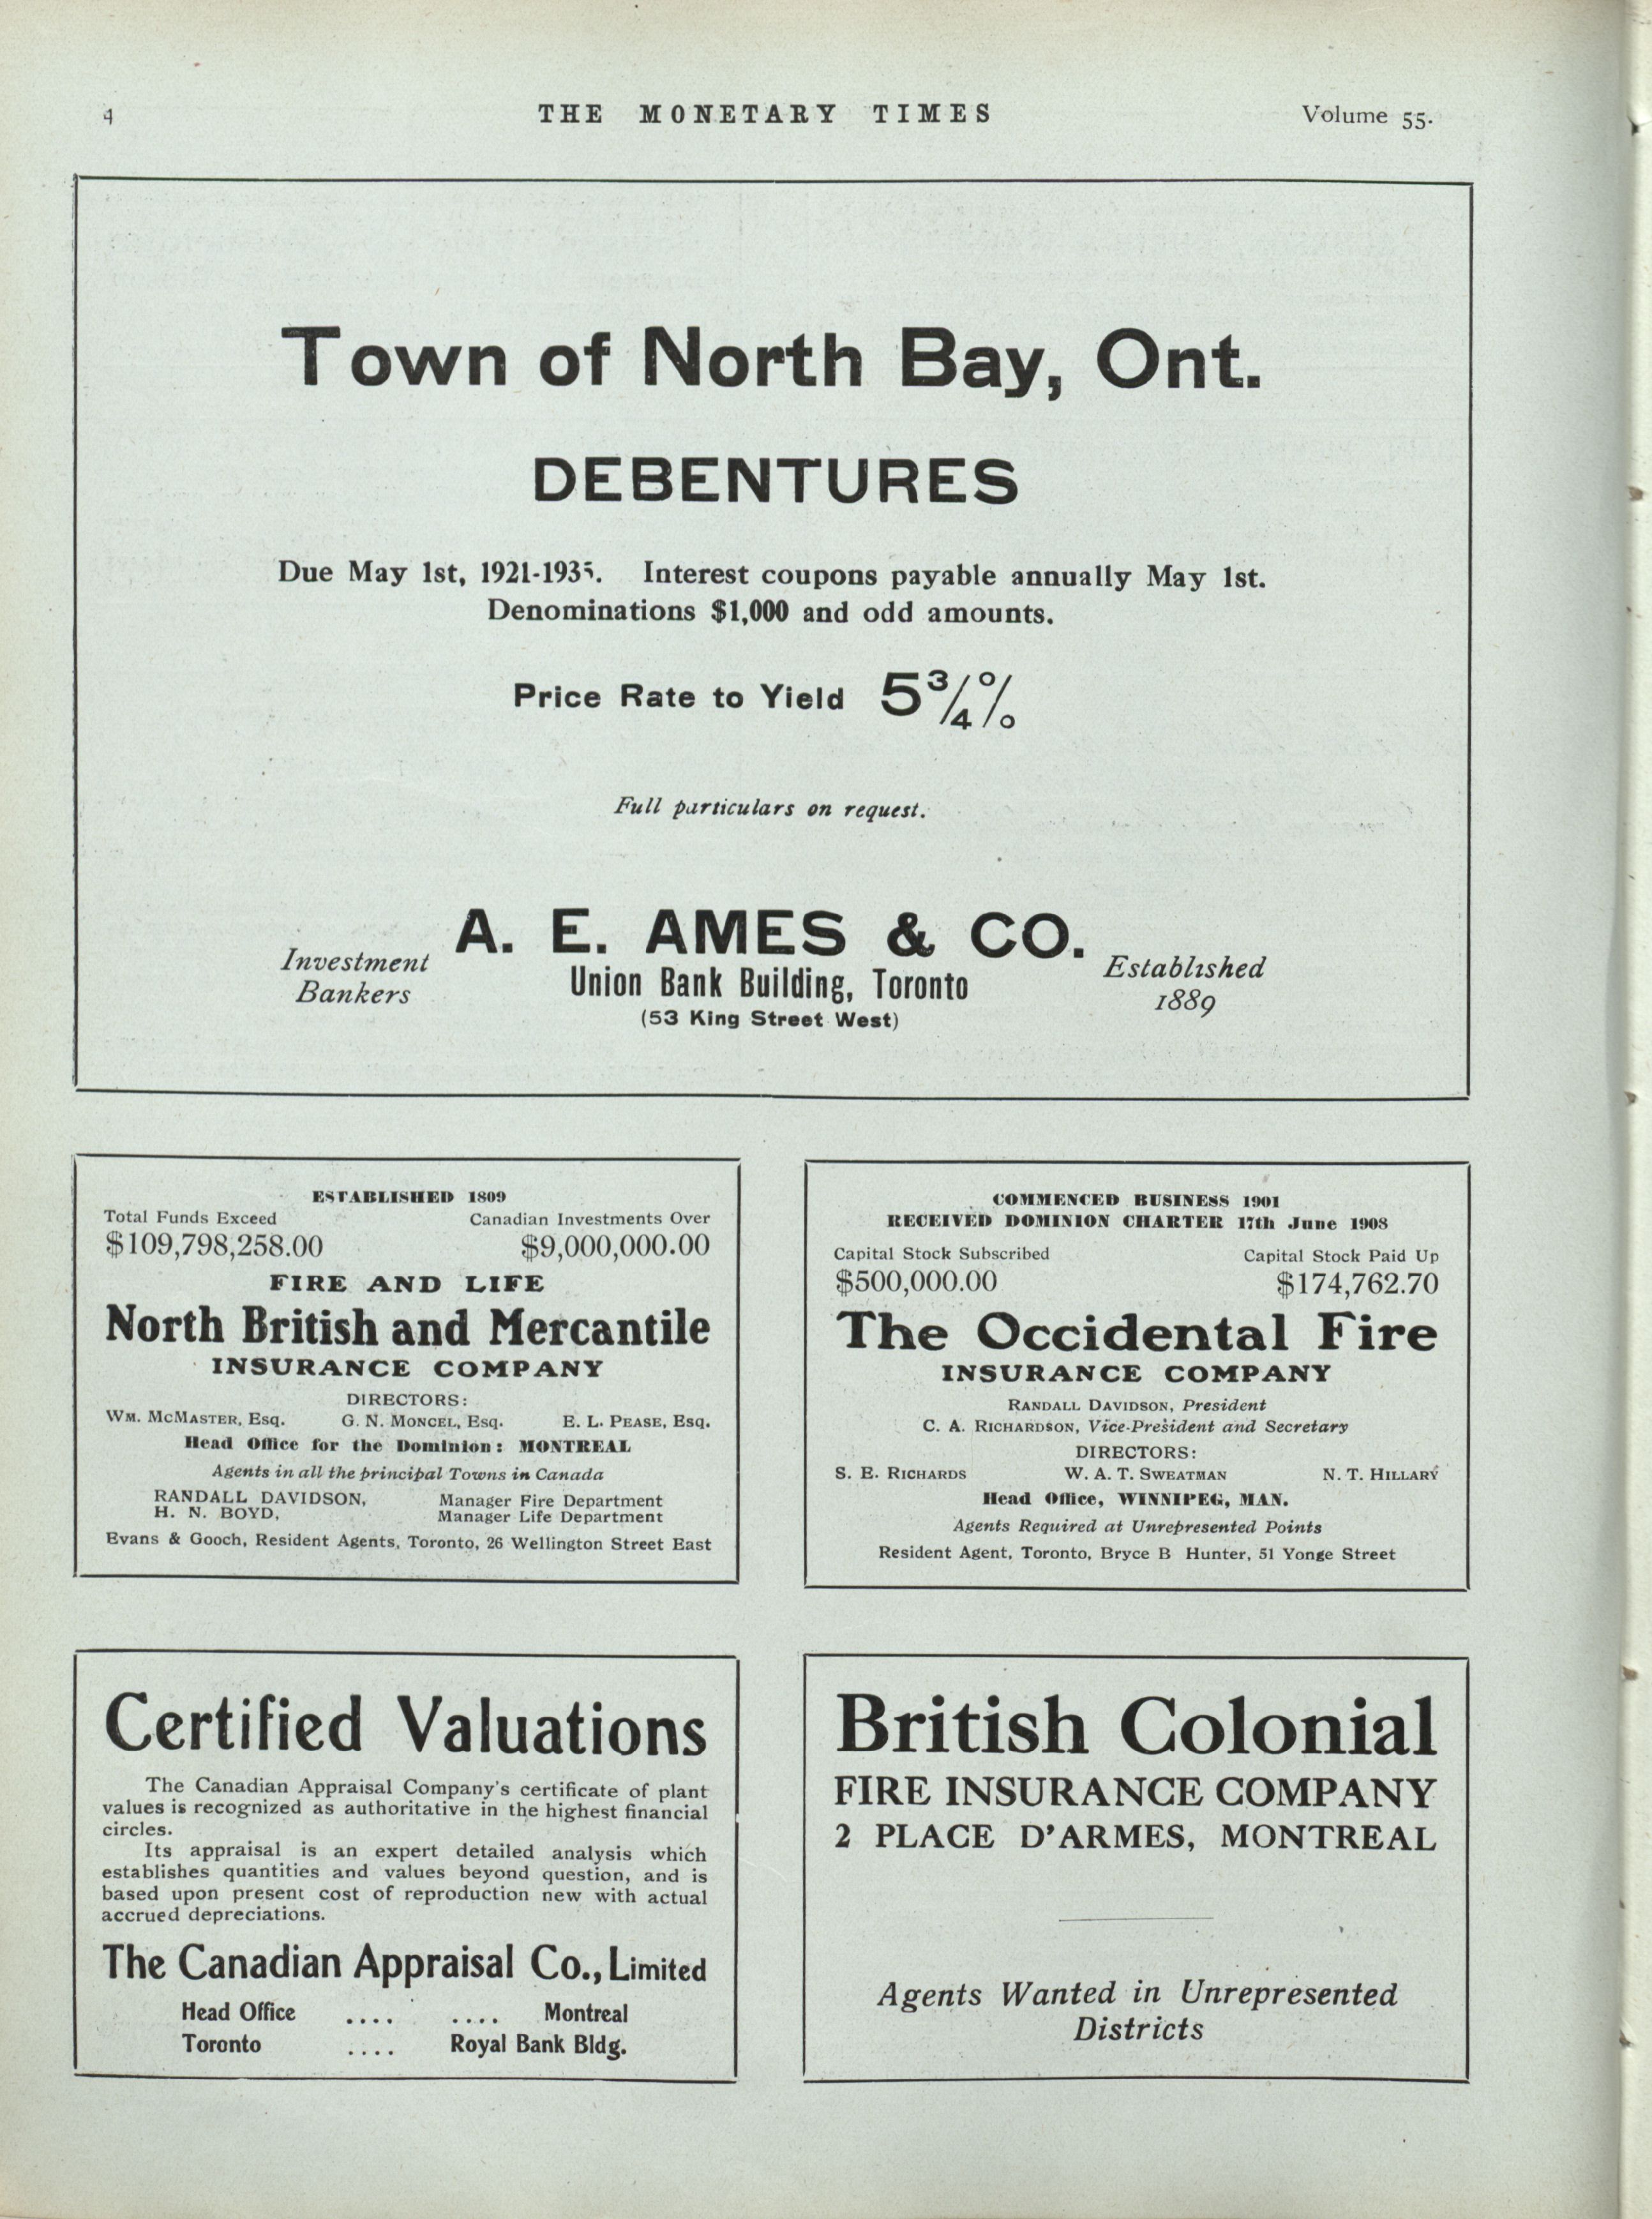 4
THE MONETARY TIMES
Volume 55.
Town of North Bay, Ont.
DEBENTURES
Due May 1st, 1921-1935. Interest coupons payable annually May 1st.
Denominations $1,000 and odd amounts.
Price Rate to Yield 5¾%
Full particulars on request.
Investment
Bankers
A. E. AMES & CO.
Union Bank Building, Toronto
(53 King Street West)
Established
1889
ESTABLISHED 1809
Total Funds Exceed Canadian Investments Over
$109,798,258.00 $9,000,000.00
FIRE AND LIFE
North British and Mercantile
INSURANCE COMPANY
DIRECTORS:
WM. MCMASTER, Esq. G. N. MONCEL, Esq. E. L. PEASE, Esq.
Head Office for the Dominion: MONTREAL
Agents in all the principal Towns in Canada
RANDALL DAVIDSON, Manager Fire Department
H. N. BOYD, Manager Life Department
Evans & Gooch, Resident Agents, Toronto, 26 Wellington Street East
COMMENCED BUSINESS 1901
RECEIVED DOMINION CHARTER 17th June 1908
Capital Stock Subscribed Capital Stock Paid Up
$500,000.00 $174,762.70
The Occidental Fire
INSURANCE COMPANY
RANDALL DAVIDSON, President
C. A. RICHARDSON, Vice-President and Secretary
DIRECTORS:
S. E. RICHARDS W. A. T. SWEATMAN N. T. HILLARY
Head Office, WINNIPEG, MAN.
Agents Required at Unrepresented Points
Resident Agent, Toronto, Bryce B Hunter, 51 Yonge Street
Certified Valuations
The Canadian Appraisal Company's certificate of plant
values is recognized as authoritative in the highest financial
circles.
Its appraisal is an expert detailed analysis which
establishes quantities and values beyond question, and is
based upon present cost of reproduction new with actual
accrued depreciations.
The Canadian Appraisal Co., Limited
Head Office .... .... Montreal
Toronto .... Royal Bank Bldg.
British Colonial
FIRE INSURANCE COMPANY
2 PLACE D'ARMES, MONTREAL
Agents Wanted in Unrepresented
Districts